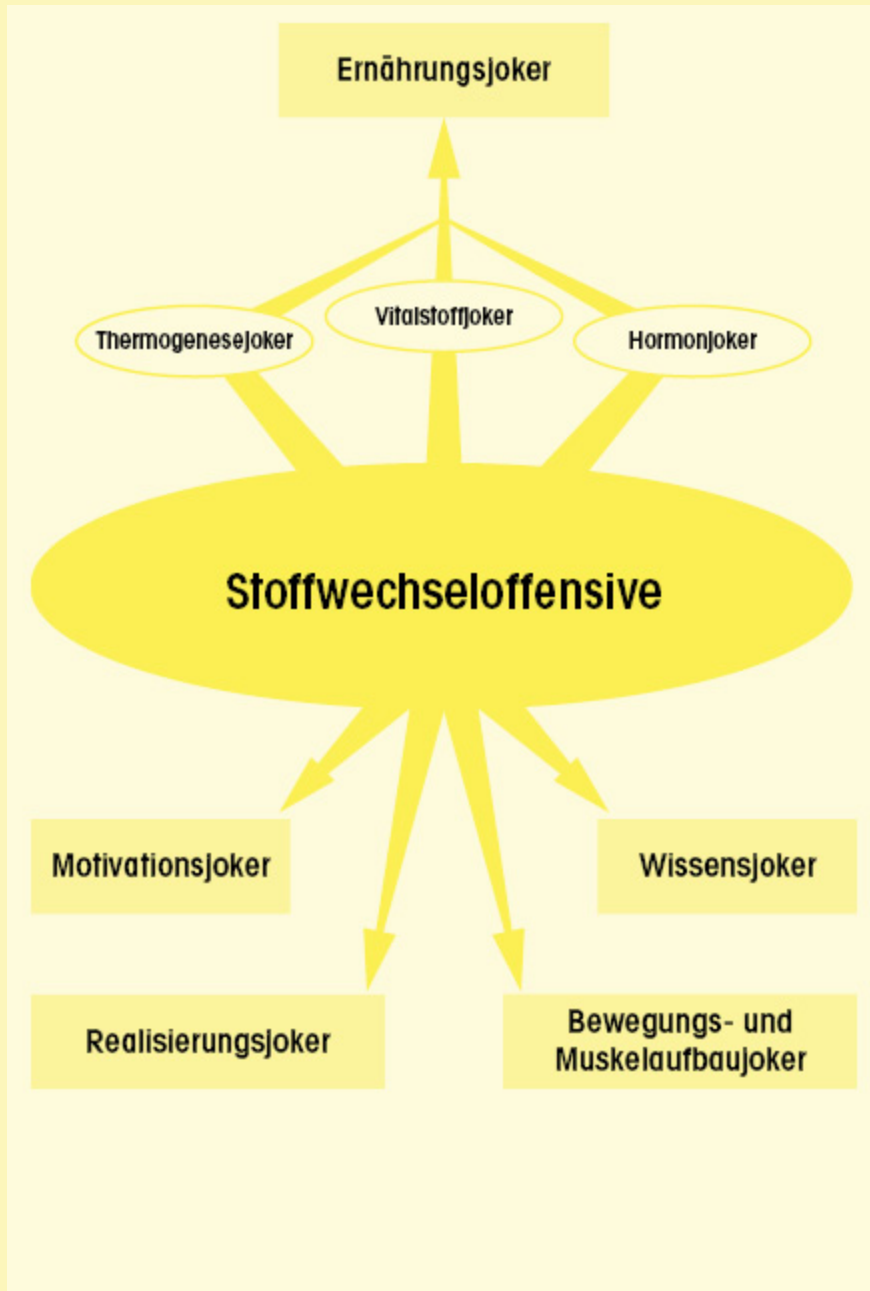 Ernährungsjoker
Vitalstoffjoker
Thermogenesejoker
Hormonjoker
Stoffwechseloffensive
Motivationsjoker
Wissensjoker
Realisierungsjoker
Bewegungs- und
Muskelaufbaujoker